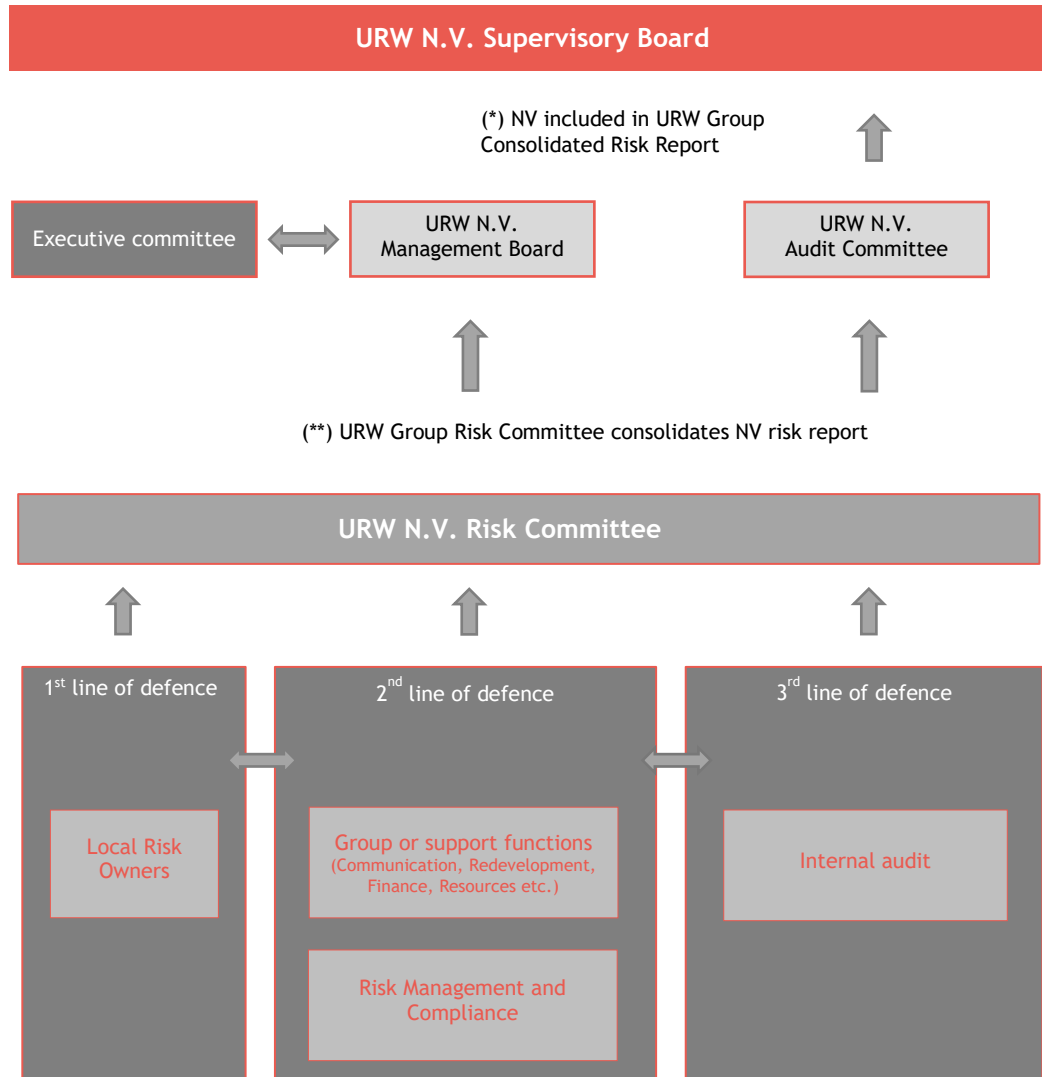 URW N.V. Supervisory Board
(*) NV included in URW Group
Consolidated Risk Report
Executive committee
URW N.V.
Management Board
URW N.V.
Audit Committee
(**) URW Group Risk Committee consolidates NV risk report
URW N.V. Risk Committee
1st line of defence
2nd line of defence
3rd line of defence
Local Risk
Owners
Group or support functions
(Communication, Redevelopment,
Finance, Resources etc.)
Internal audit
Risk Management and
Compliance